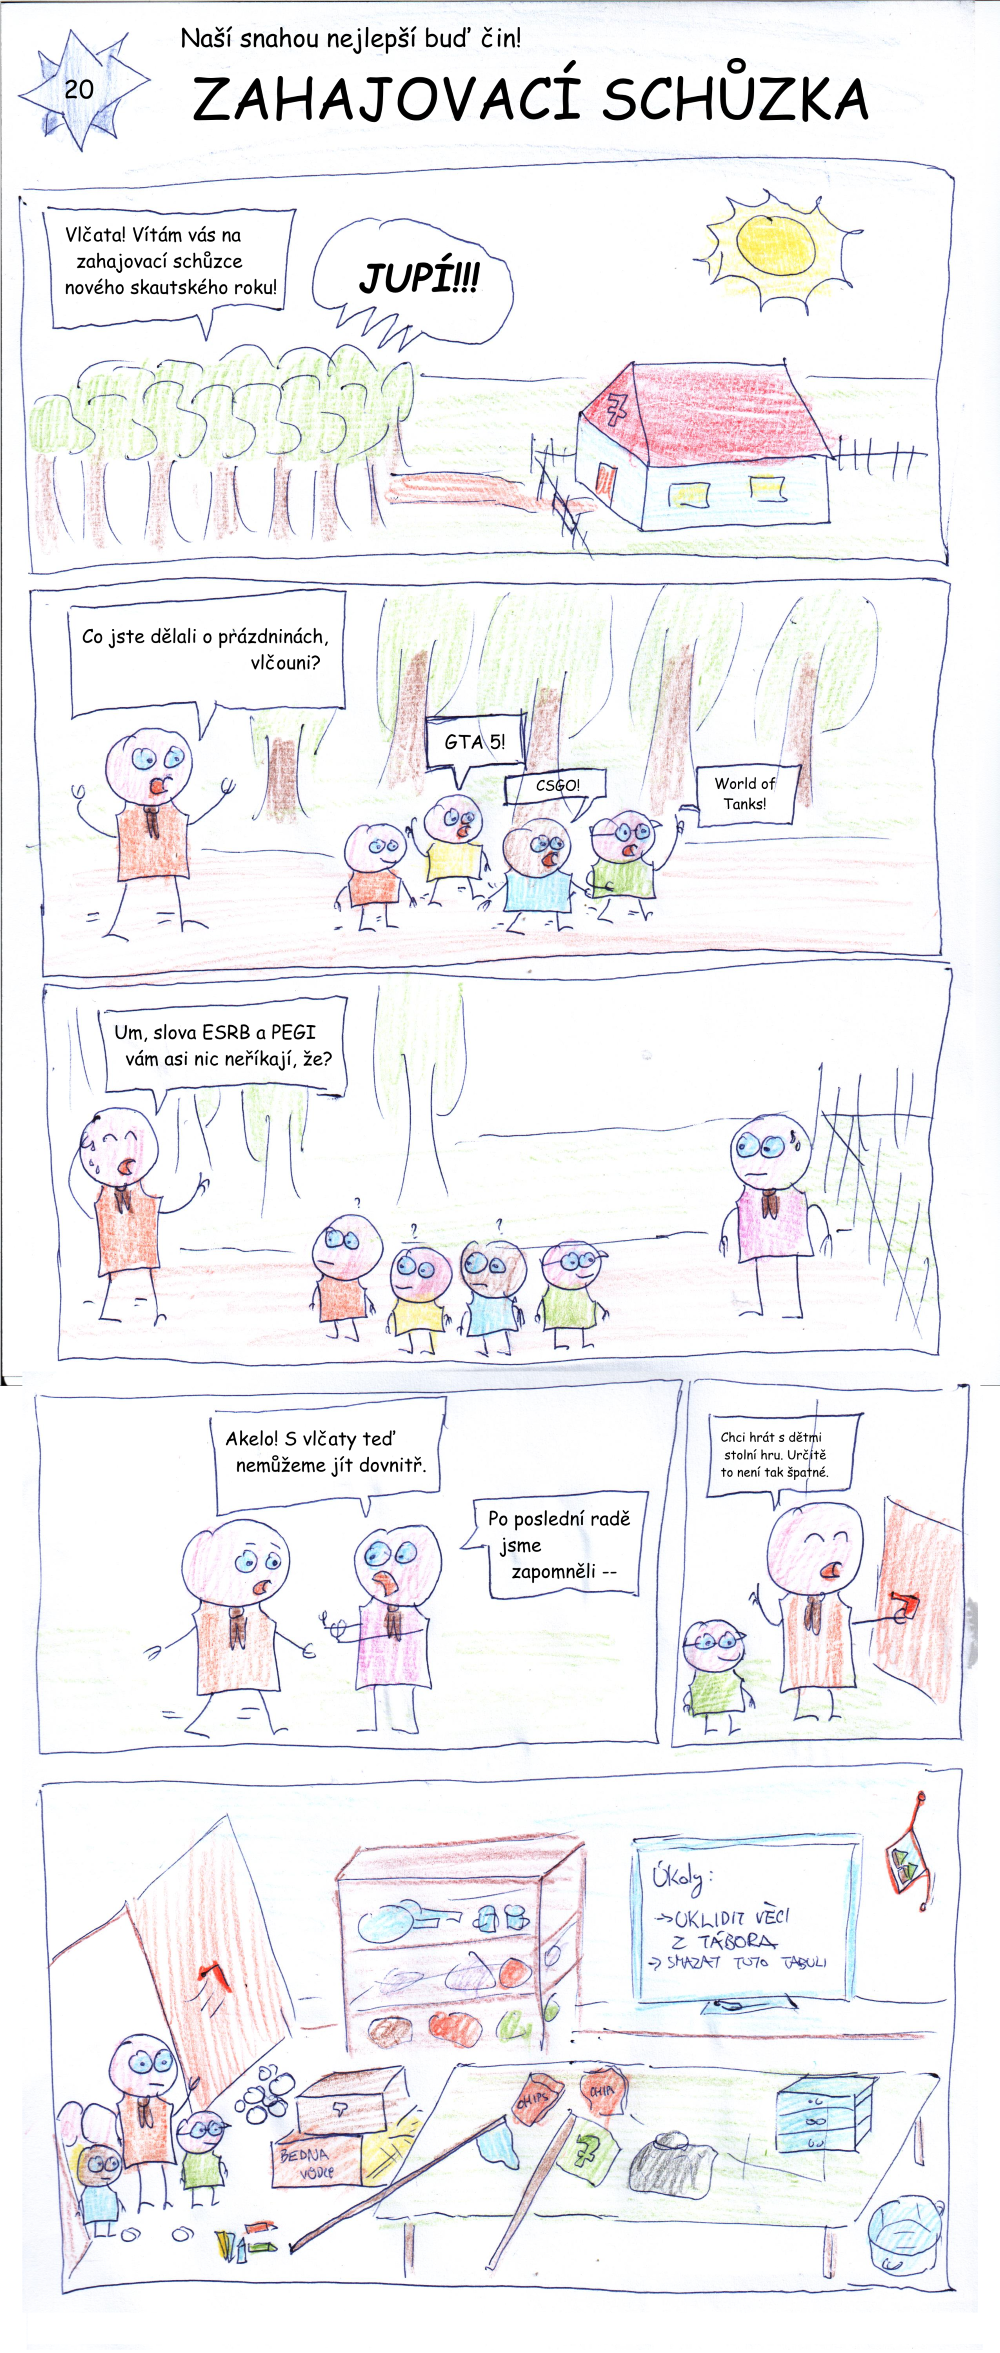 20
Naší snahou nejlepší buď čin!
ZAHAJOVACÍ SCHŮZKA
Vlčata! Vítám vás na
zahajovací schůzce
nového skautského roku!
JUPÍ!!!
7
Co jste dělali o prázdninách,
vlčouni?
GTA 5!
CSGO!
World of
Tanks!
Um, slova ESRB a PEGI
vám asi nic neříkají, že?
?
?
?
Akelo! S vlčaty teď
nemůžeme jít dovnitř.
Po poslední radě
jsme
zapomněli --
Chci hrát s dětmi
stolní hru. Určitě
to není tak špatné.
Úkoly:
→UKLIDIT VĚCI
Z TÁBORA
→ SMAZAT TUTO TABULI
CHIPS
CHIPS
7
BEDNA
VŮDCE